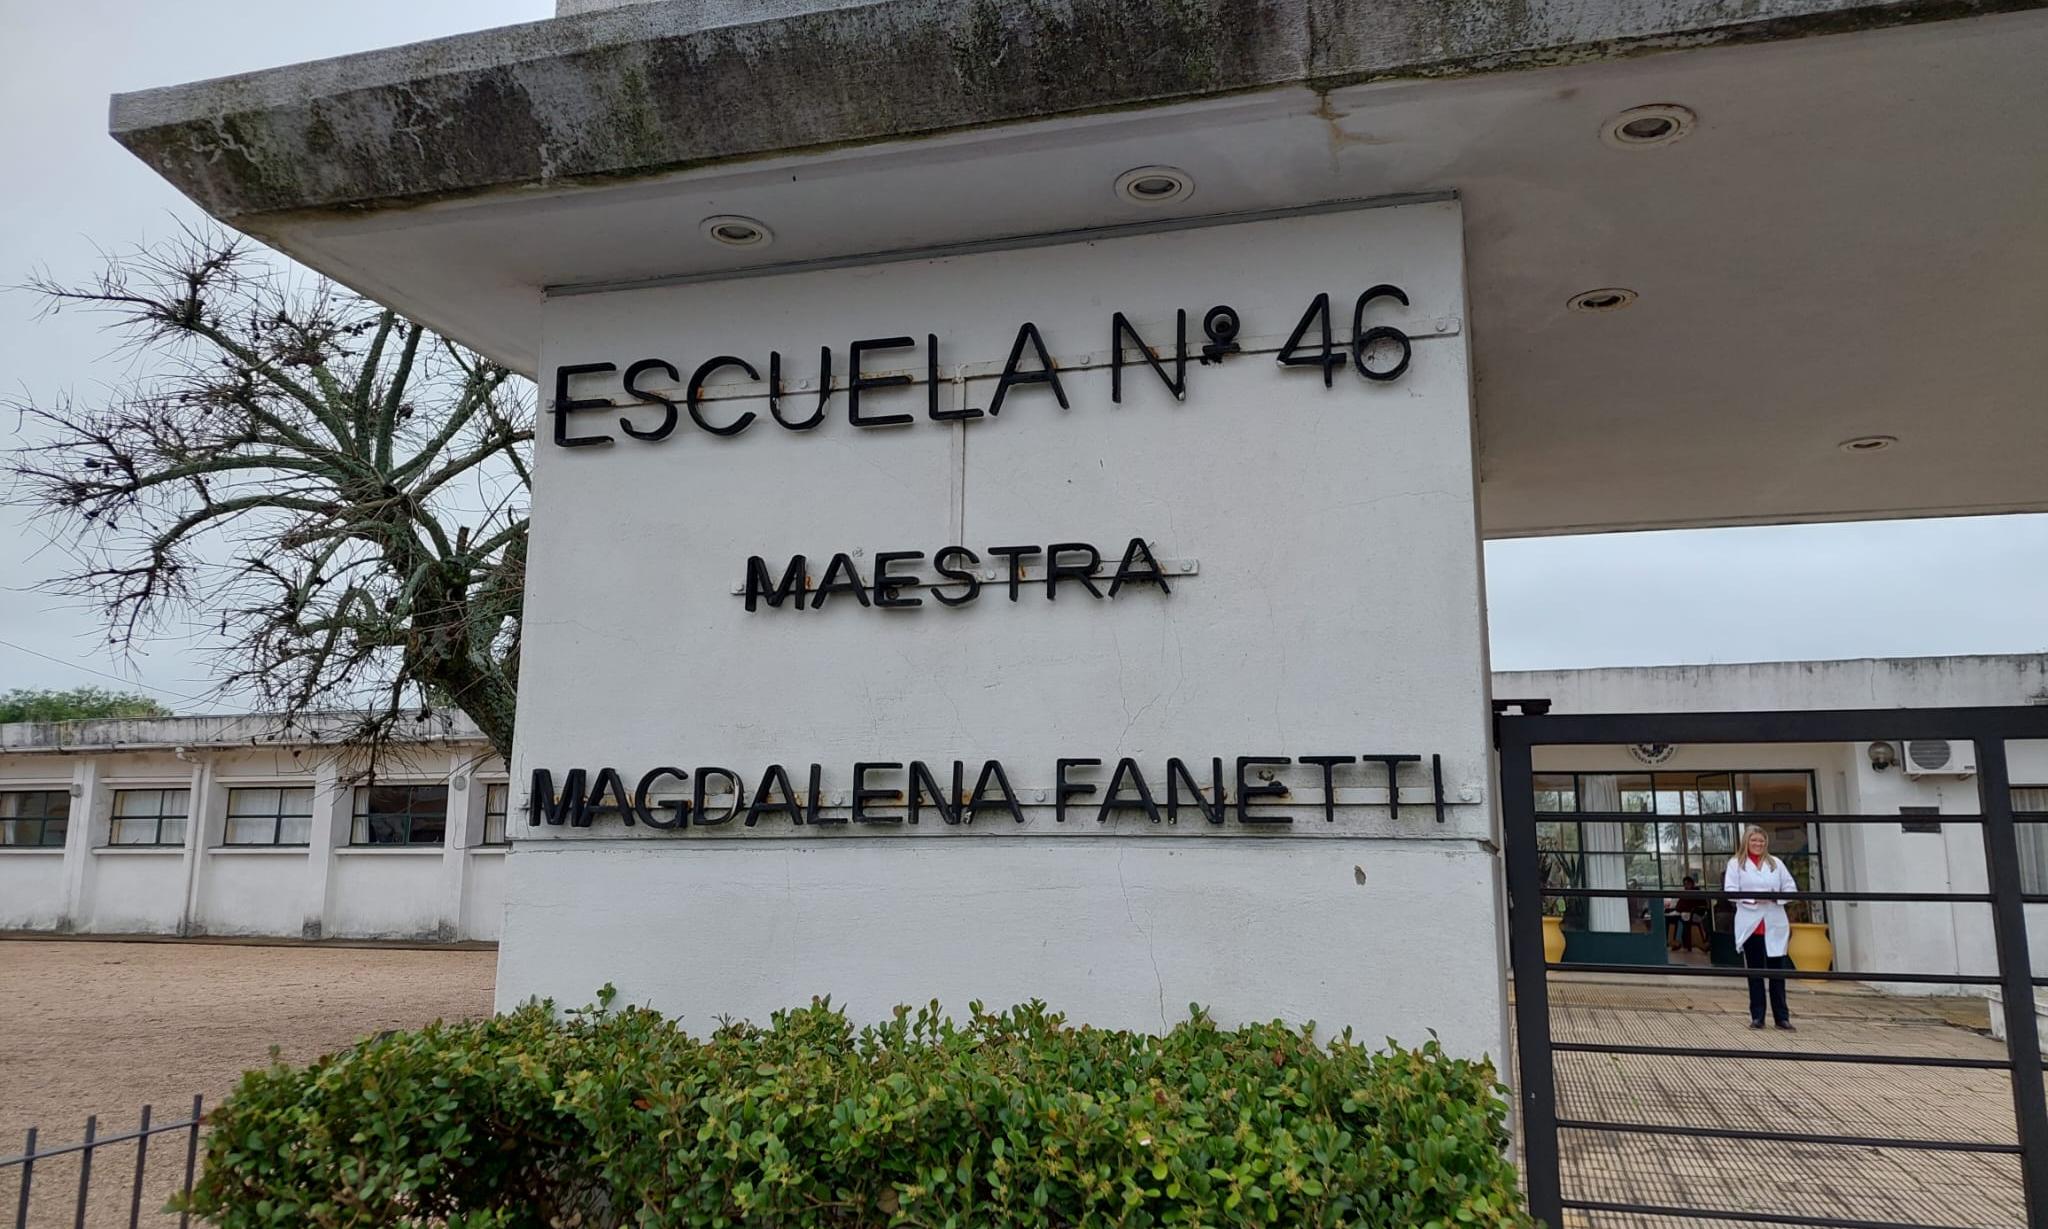 ESCUELA Nº 46
MAESTRA
MAGDALENA FANETTI